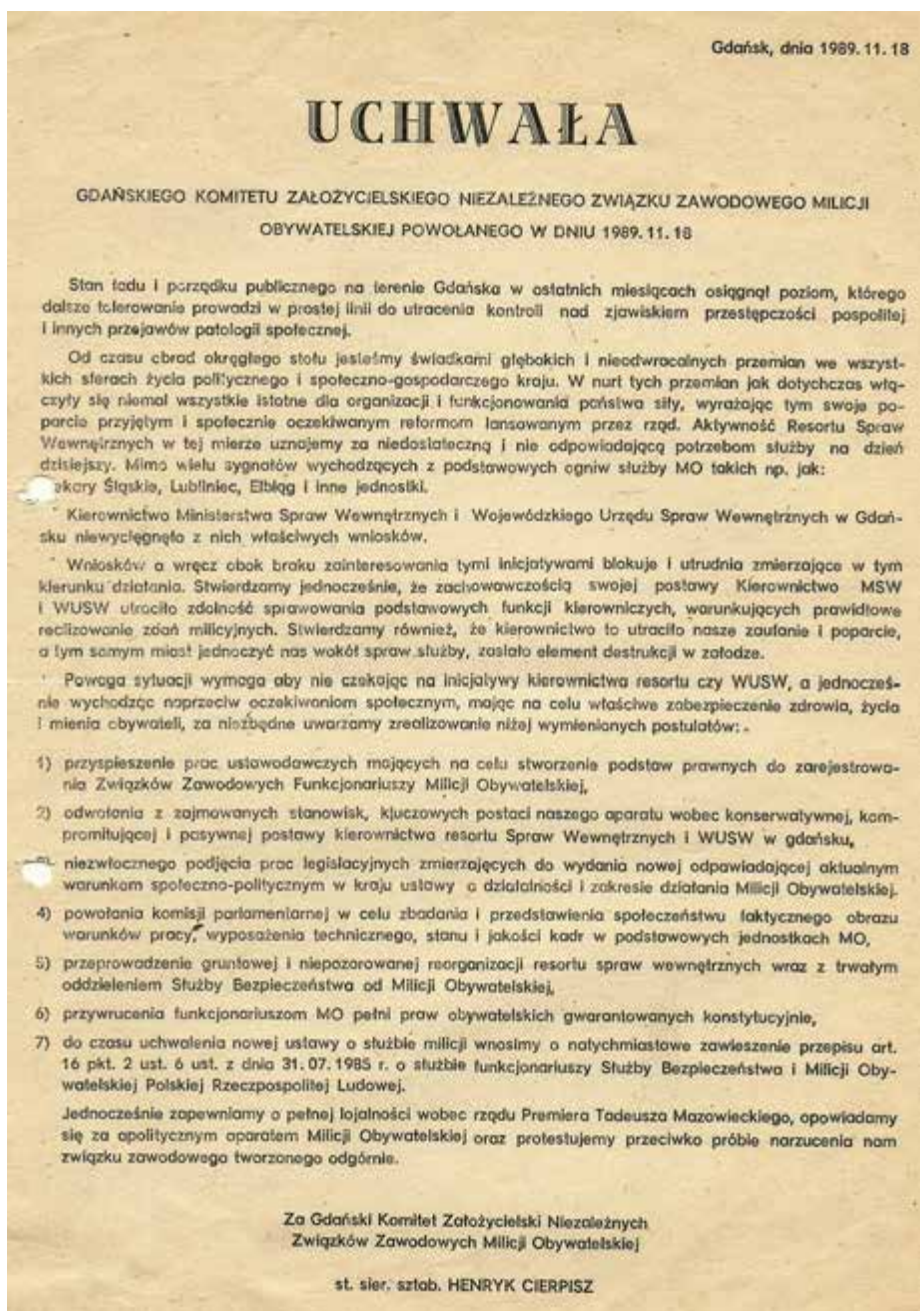 Gdańsk, dnia 1989.11.18
UCHWAŁA
GDAŃSKIEGO KOMITETU ZAŁOŻYCIELSKIEGO NIEZALEŻNEGO ZWIĄZKU ZAWODOWEGO MILICJI
OBYWATELSKIEJ POWOŁANEGO W DNIU 1989.11.18
Stan ładu i porządku publicznego na terenie Gdańska w ostatnich miesiącach osiągnął poziom, którego
dalsze tolerowanie prowadzi w prostej linii do utracenia kontroli nad zjawiskiem przestępczości pospolitej
i innych przejawów patologii społecznej.
Od czasu obrad okrągłego stołu jesteśmy świadkami głębokich i nieodwracalnych przemian we wszyst-
kich sferach życia politycznego i społeczno-gospodarczego kraju. W nurt tych przemian jak dotychczas włą-
czyły się niemal wszystkie istotne dla organizacji i funkcjonowania państwa siły, wyrażając tym swoje po-
parcie przyjętym i społecznie oczekiwanym reformom lansowanym przez rząd. Aktywność Resortu Spraw
Wewnętrznych w tej mierze uznajemy za niedostateczną i nie odpowiadającą potrzebom służby na dzień
dzisiejszy. Mimo wielu sygnałów wychodzących z podstawowych ogniw służby MO takich np. jak:
ekary Śląskie, Lubliniec, Elbląg i inne jednostki.
Kierownictwo Ministerstwa Spraw Wewnętrznych i Wojewódzkiego Urzędu Spraw Wewnętrznych w Gdań-
sku niewycięgnęło z nich właściwych wniosków.
Wniosków a wręcz obok braku zainteresowania tymi inicjatywami blokuje i utrudnia zmierzające w tym
kierunku działania. Stwierdzamy jednocześnie, że zachowawczością swojej postawy Kierownictwo MSW
i WUSW utraciło zdolność sprawowania podstawowych funkcji kierowniczych, warunkujących prawidłowe
realizowanie zdań milicyjnych. Stwierdzamy również, że kierownictwo to utraciło nasze zaufanie i poparcie,
a tym samym miast jednoczyć nas wokół spraw służby, zasiało element destrukcji w załodze.
Powaga sytuacji wymaga aby nie czekając na inicjatywy kierownictwa resortu czy WUSW, a jednocześ-
nie wychodząc naprzeciw oczekiwaniom społecznym, mając na celu właściwe zabezpieczenie zdrowia, życia
i mienia obywateli, za niezbędne uwarzamy zrealizowanie niżej wymienionych postulatów:
1) przyspieszenie prac ustawodawczych mających na celu stworzenie podstaw prawnych do zarejestrowa-
nia Związków Zawodowych Funkcjonariuszy Milicji Obywatelskiej,
2) odwołania z zajmowanych stanowisk, kluczowych postaci naszego aparatu wobec konserwatywnej, kom-
promitującej i pasywnej postawy kierownictwa resortu Spraw Wewnętrznych i WUSW w gdańsku,
niezwłocznego podjęcia prac legislacyjnych zmierzających do wydania nowej odpowiadającej aktualnym
warunkom społeczno-politycznym w kraju ustawy o działalności i zakresie działania Milicji Obywatelskiej.
4) powołania komisji parlamentarnej w celu zbadania i przedstawienia społeczeństwu faktycznego obrazu
warunków pracy, wyposażenia technicznego, stanu i jakości kadr w podstawowych jednostkach MO,
5) przeprowadzenie gruntowej i niepozorowanej reorganizacji resortu spraw wewnętrznych wraz z trwałym
oddzieleniem Służby Bezpieczeństwa od Milicji Obywatelskiej,
6) przywrucenia funkcjonariuszom MO pełni praw obywatelskich gwarantowanych konstytucyjnie,
7) do czasu uchwalenia nowej ustawy o służbie milicji wnosimy o natychmiastowe zawieszenie przepisu art.
16 pkt. 2 ust. 6 ust. z dnia 31.07.1985 r. o służbie funkcjonariuszy Służby Bezpieczeństwa i Milicji Oby-
watelskiej Polskiej Rzeczpospolitej Ludowej.
Jednocześnie zapewniamy o pełnej lojalności wobec rządu Premiera Tadeusza Mazowieckiego, opowiadamy
się za apolitycznym aparatem Milicji Obywatelskiej oraz protestujemy przeciwko próbie narzucenia nam
związku zawodowego tworzonego odgórnie.
Za Gdański Komitet Założycielski Niezależnych
Związków Zawodowych Milicji Obywatelskiej
st. sier. sztab. HENRYK CIERPISZ